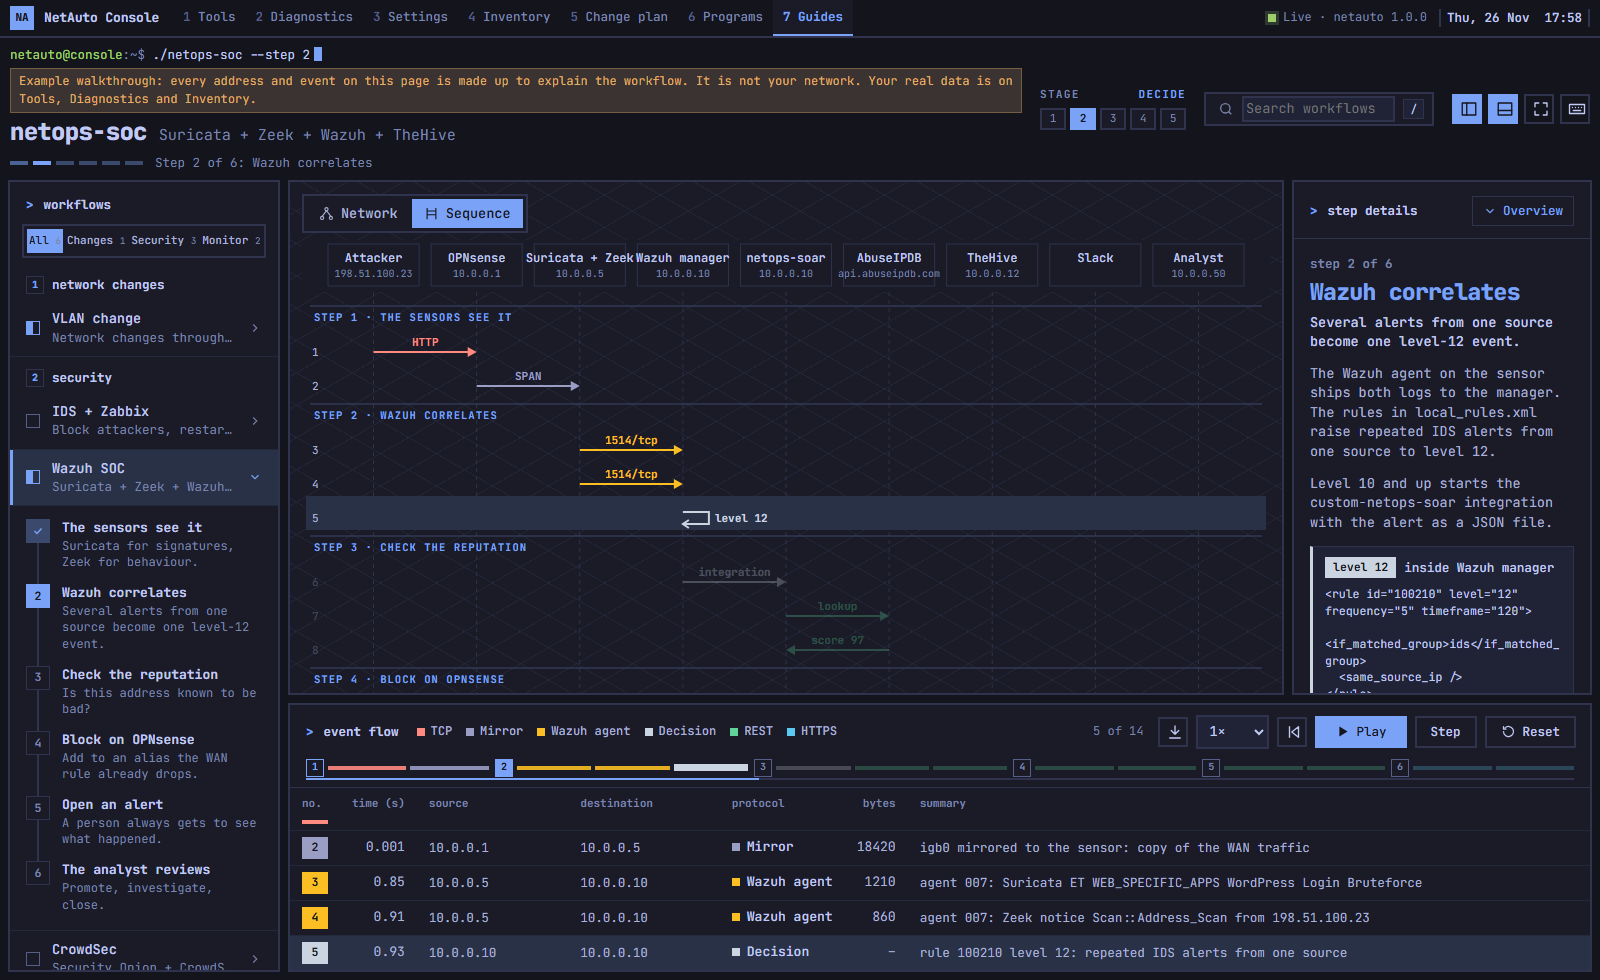 NA NetAuto Console 1 Tools 2 Diagnostics 3 Settings 4 Inventory 5 Change plan 6 Programs 7 Guides Live · netauto 1.0.0 Thu, 26 Nov 17:58
netauto@console:~$ ./netops-soc --step 2
Example walkthrough: every address and event on this page is made up to explain the workflow. It is not your network. Your real data is on
Tools, Diagnostics and Inventory.
netops-soc Suricata + Zeek + Wazuh + TheHive
Step 2 of 6: Wazuh correlates
STAGE DECIDE
1 2 3 4 5
Search workflows /
> workflows
All 6 Changes 1 Security 3 Monitor 2
1 network changes
VLAN change
Network changes through…
2 security
IDS + Zabbix
Block attackers, restar…
Wazuh SOC
Suricata + Zeek + Wazuh…
The sensors see it
Suricata for signatures,
Zeek for behaviour.
2 Wazuh correlates
Several alerts from one
source become one level-12
event.
3 Check the reputation
Is this address known to be
bad?
4 Block on OPNsense
Add to an alias the WAN
rule already drops.
5 Open an alert
A person always gets to see
what happened.
6 The analyst reviews
Promote, investigate,
close.
CrowdSec
Security Onion + CrowdS…
Network Sequence
Attacker OPNsense Suricata + Zeek Wazuh manager netops-soar AbuseIPDB TheHive Slack Analyst
198.51.100.23 10.0.0.1 10.0.0.5 10.0.0.10 10.0.0.10 api.abuseipdb.com 10.0.0.12 10.0.0.50
STEP 1 · THE SENSORS SEE IT
1 HTTP
2 SPAN
STEP 2 · WAZUH CORRELATES
3 1514/tcp
4 1514/tcp
5 level 12
STEP 3 · CHECK THE REPUTATION
6 integration
7 lookup
8 score 97
STEP 4 · BLOCK ON OPNSENSE
> step details Overview
step 2 of 6
Wazuh correlates
Several alerts from one source
become one level-12 event.
The Wazuh agent on the sensor
ships both logs to the manager.
The rules in local_rules.xml
raise repeated IDS alerts from
one source to level 12.
Level 10 and up starts the
custom-netops-soar integration
with the alert as a JSON file.
level 12 inside Wazuh manager
<rule id="100210" level="12"
frequency="5" timeframe="120">
<if_matched_group>ids</if_matched_
group>
<same_source_ip />
</rule>
> event flow TCP Mirror Wazuh agent Decision REST HTTPS 5 of 14 1× Play Step Reset
1 2 3 4 5 6
no. time (s) source destination protocol bytes summary
2 0.001 10.0.0.1 10.0.0.5 Mirror 18420 igb0 mirrored to the sensor: copy of the WAN traffic
3 0.85 10.0.0.5 10.0.0.10 Wazuh agent 1210 agent 007: Suricata ET WEB_SPECIFIC_APPS WordPress Login Bruteforce
4 0.91 10.0.0.5 10.0.0.10 Wazuh agent 860 agent 007: Zeek notice Scan::Address_Scan from 198.51.100.23
5 0.93 10.0.0.10 10.0.0.10 Decision – rule 100210 level 12: repeated IDS alerts from one source